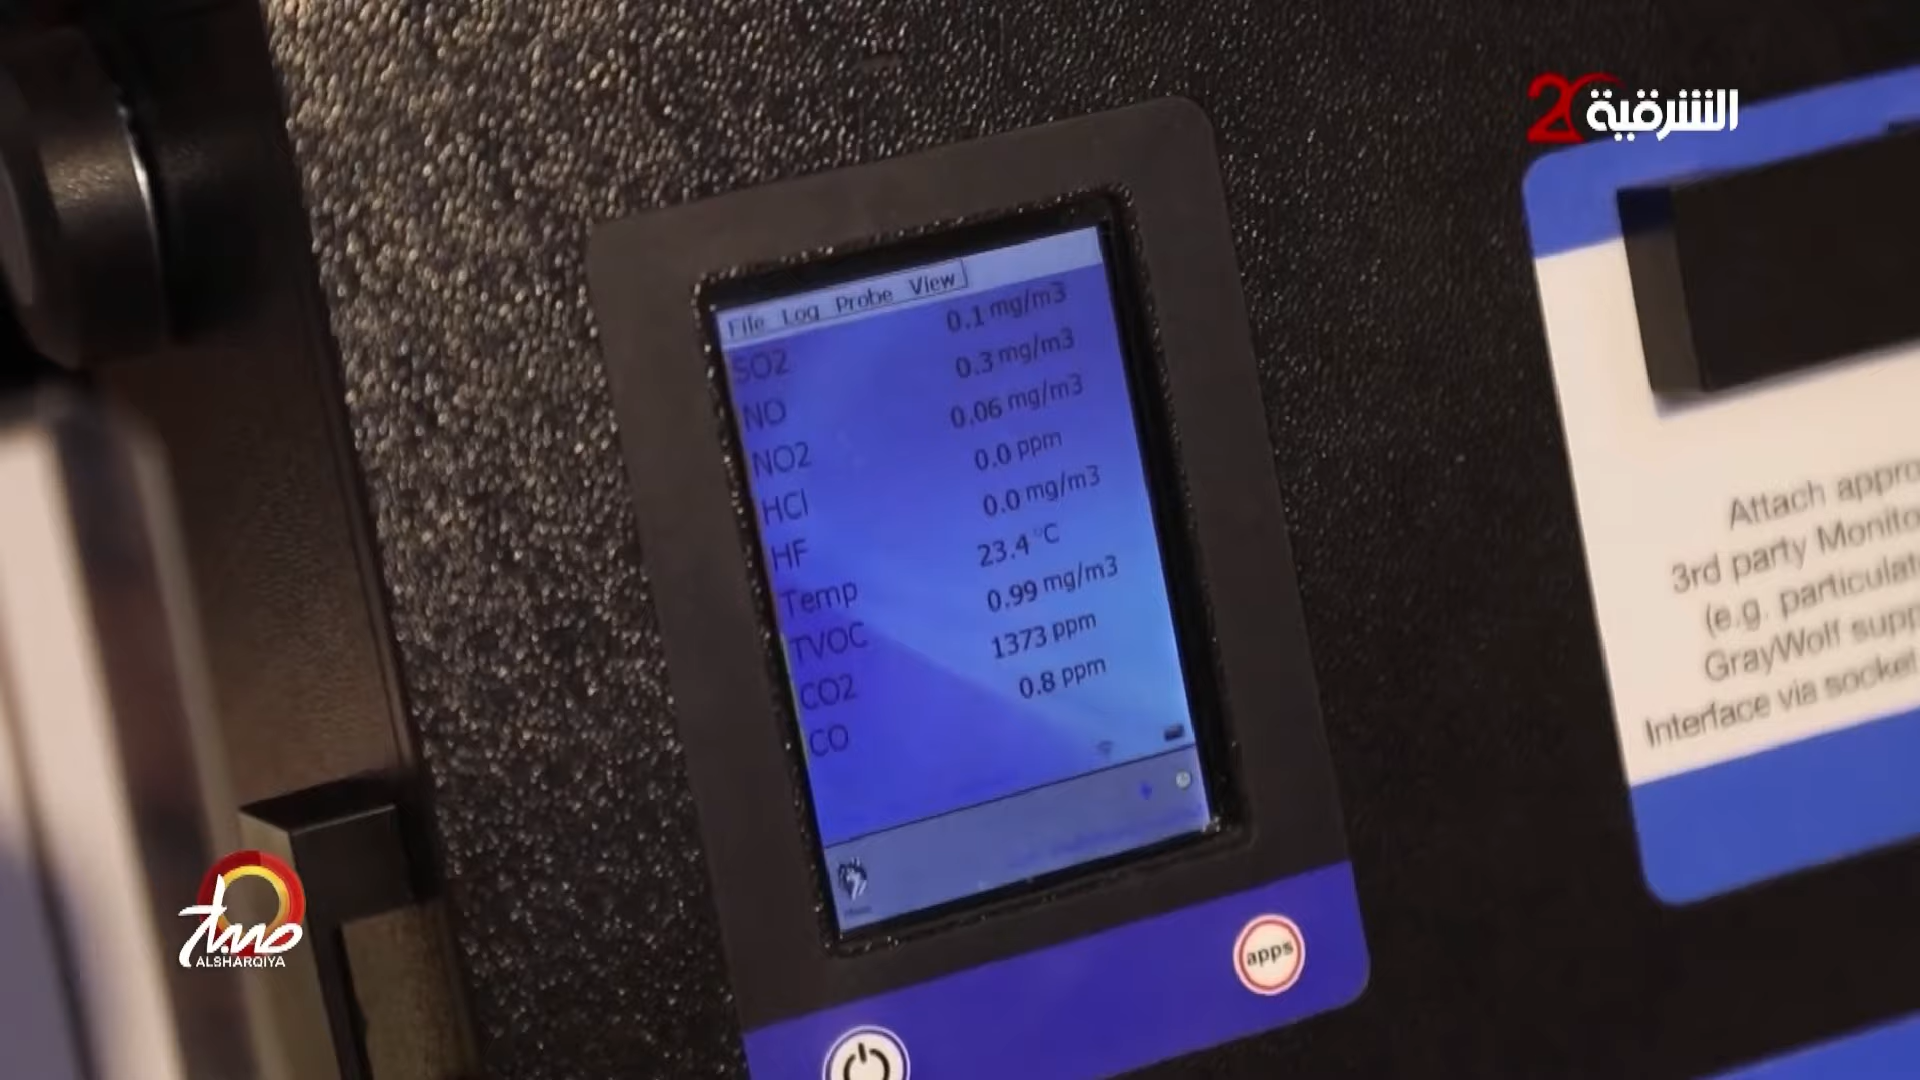 20 الشرقية
File Log Probe View
SO2 0.1 mg/m3
NO 0.3 mg/m3
NO2 0.06 mg/m3
HCl 0.0 ppm
HF 0.0 mg/m3
Temp 23.4 °C
TVOC 0.99 mg/m3
CO2 1373 ppm
CO 0.8 ppm
apps
Attach appro
3rd party Monito
(e.g. particulat
GrayWolf supp
Interface via socket
ALSHARQIYA